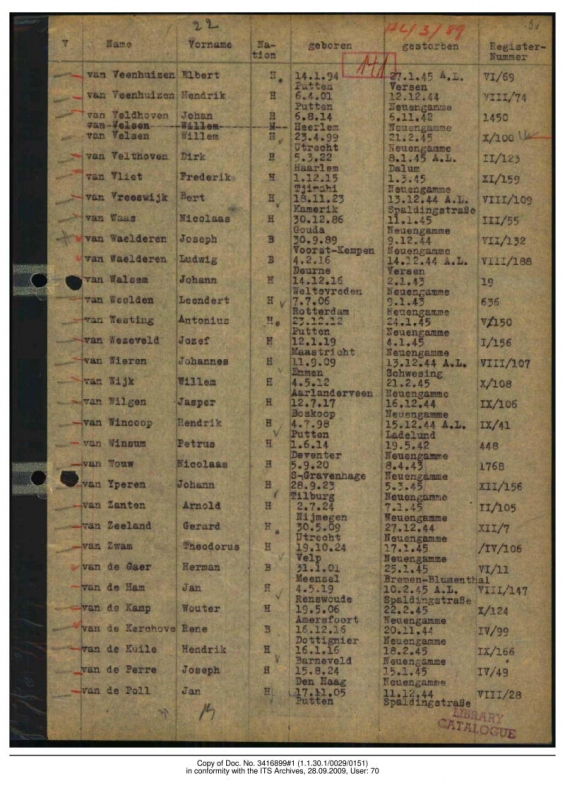 22
Name Vorname Na- geboren gestorben Register-
tion Nummer
van Veenhuizen Elbert N. 14.1.94 27.1.45 A.L. VI/69
Putten Versen
van Veenhuizen Hendrik H 6.4.01 12.12.44 VIII/74
Putten Neuengamme
van Veldhoven Johan H 6.8.14 6.11.42 1450
van Velsen Willem H Heerlem Neuengamme
van Velsen Willem H 23.4.99 21.2.45 X/100
Utrecht Neuengamme
van Velthoven Dirk H 5.3.22 8.1.45 A.L. II/123
Haarlem Dalum
van Vliet Frederik H 1.12.15 1.3.45 XI/159
Tjimahi Neuengamme
van Vreeswijk Bert H 18.11.23 13.12.44 A.L. VIII/109
Kamerik Spaldingstraße
van Waas Nicolaas H 30.12.86 11.1.45 III/55
Gouda Neuengamme
van Waelderen Joseph B 30.9.89 9.12.44 VII/132
Voorst-Kempen Neuengamme
van Waelderen Ludwig B 4.2.16 14.12.44 A.L. VIII/188
Deurne Versen
van Walsem Johann H 14.12.16 2.1.43 19
Weltevreden Neuengamme
van Weelden Leendert H 7.7.06 9.1.43 636
Rotterdam Neuengamme
van Westing Antonius H. 23.12.12 24.1.45 V/150
Putten Neuengamme
van Wezeveld Jozef H 12.1.19 4.1.45 I/156
Maastricht Neuengamme
van Wieren Johannes H 11.9.09 13.12.44 A.L. VIII/107
Emmen Schwesing
van Wijk Willem H 4.5.12 21.2.45 X/108
Aarlanderveen Neuengamme
van Wilgen Jasper H 12.7.17 16.12.44 IX/106
Boskoop Neuengamme
van Wincoop Hendrik H 4.7.98 15.12.44 A.L. IX/41
Putten Ladelund
van Winsum Petrus H 1.6.14 19.5.42 448
Deventer Neuengamme
van Wouw Nicolaas H 5.9.20 8.4.43 1768
S-Gravenhage Neuengamme
van Yperen Johann H 28.9.23 5.3.45 XII/156
Tilburg Neuengamme
van Zanten Arnold H 2.7.24 7.1.45 II/105
Nijmegen Neuengamme
van Zeeland Gerard H 30.5.09 27.12.44 XII/7
Utrecht Neuengamme
van Zwam Theodorus H 19.10.24 17.1.45 /IV/106
Velp Neuengamme
van de Gaer Herman B 31.1.01 25.1.45 VI/11
Meensel Bremen-Blumenthal
van de Ham Jan H 4.5.19 10.2.45 A.L. VIII/147
Renswoude Spaldingstraße
van de Kamp Wouter H 19.5.06 22.2.45 X/124
Amersfoort Neuengamme
van de Kerchove Rene B 16.12.16 20.11.44 IV/99
Dottignier Neuengamme
van de Kuile Hendrik H 16.1.16 18.2.45 IX/166
Barneveld Neuengamme
van de Perre Joseph H 15.8.24 15.1.45 IV/49
Den Haag Neuengamme
van de Poll Jan H 17.11.05 11.12.44 VIII/28
Putten Spaldingstraße
LIBRARY
CATALOGUE
Copy of Doc. No. 3416899#1 (1.1.30.1/0029/0151)
in conformity with the ITS Archives, 28.09.2009, User: 70